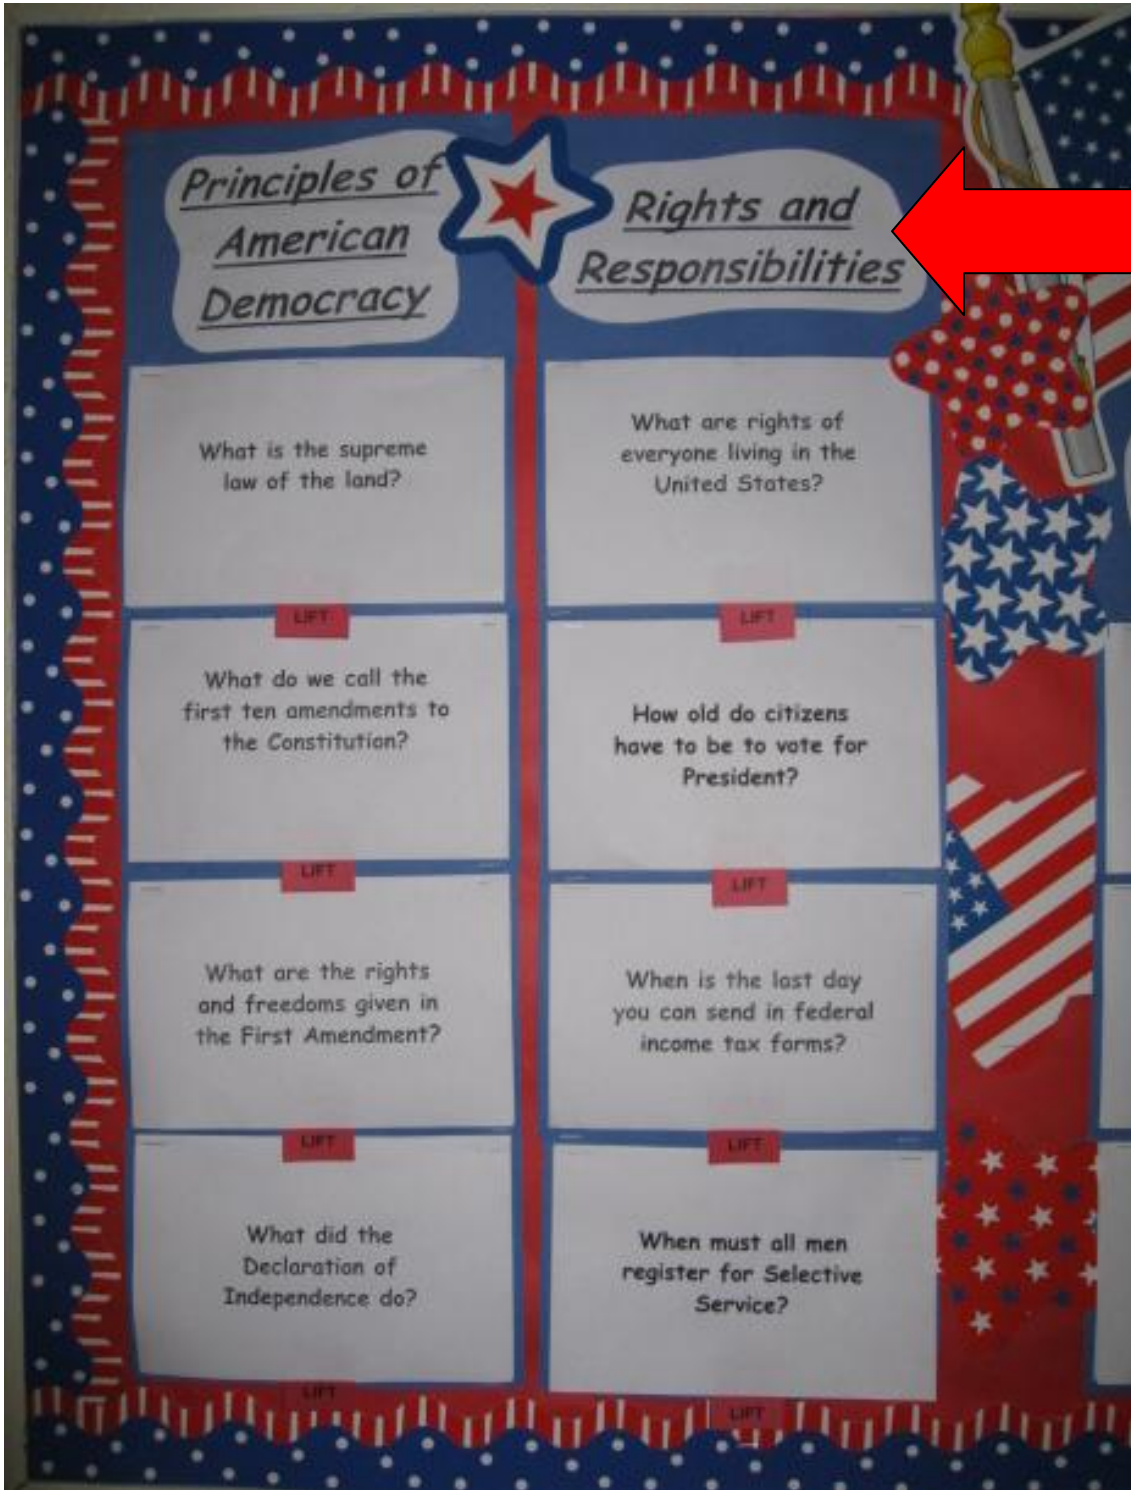 Principles of
American
Democracy
What is the supreme
law of the land?
LIFT
What do we call the
first ten amendments to
the Constitution?
LIFT
What are the rights
and freedoms given in
the First Amendment?
LIFT
What did the
Declaration of
Independence do?
LIFT
Rights and
Responsibilities
What are rights of
everyone living in the
United States?
LIFT
How old do citizens
have to be to vote for
President?
LIFT
When is the last day
you can send in federal
income tax forms?
LIFT
When must all men
register for Selective
Service?
LIFT